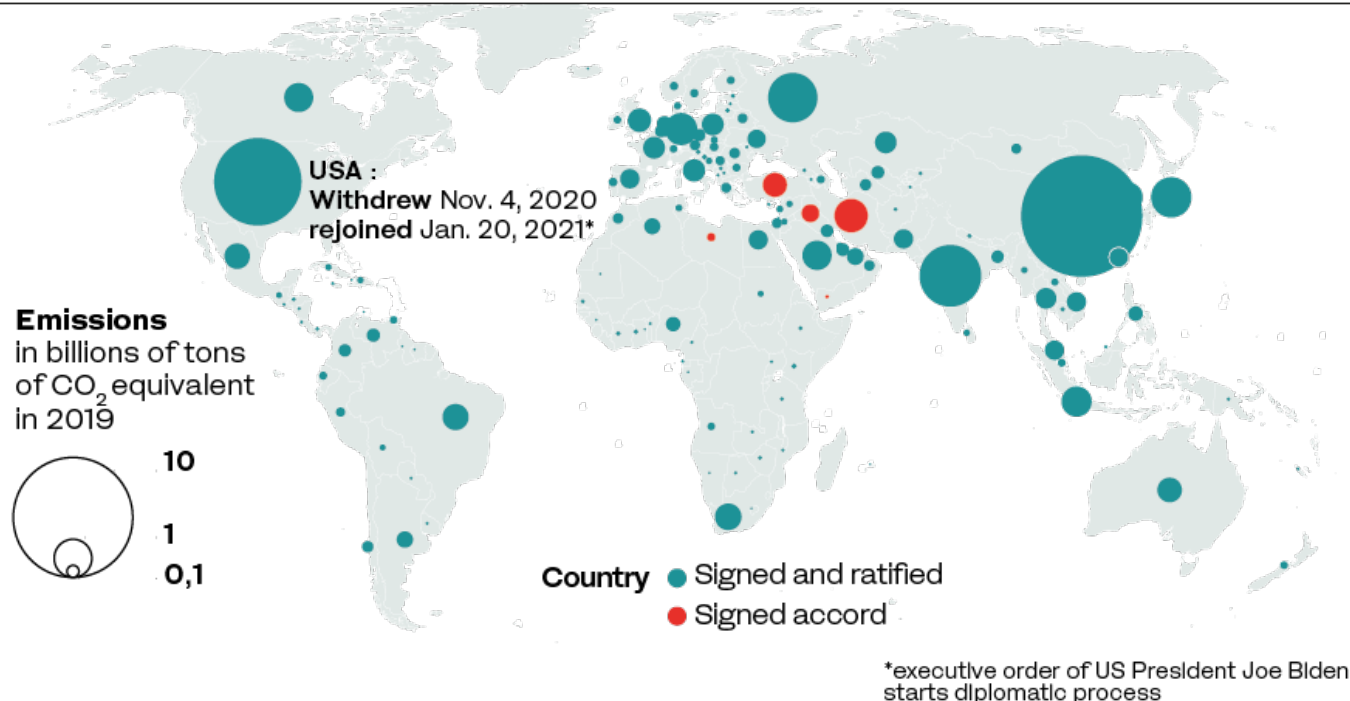 USA :
Withdrew Nov. 4, 2020
rejoined Jan. 20, 2021*
Emissions
in billions of tons
of CO2 equivalent
in 2019
10
1
0,1
Country
Signed and ratified
Signed accord
*executive order of US President Joe Biden
starts diplomatic process